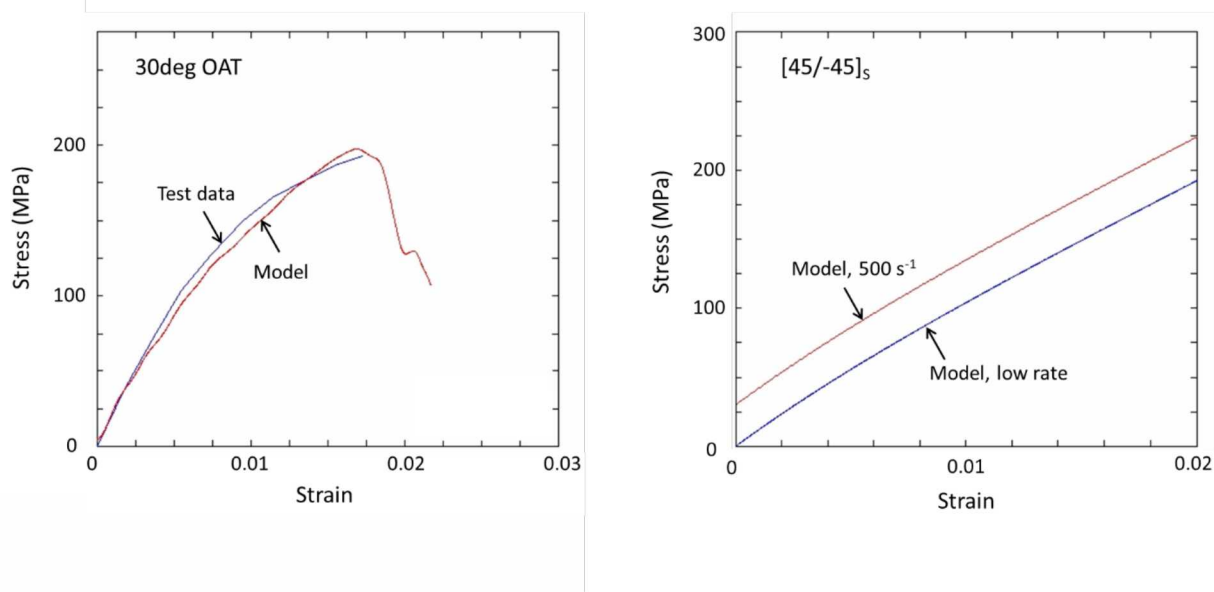 30deg OAT
200
100
0
Stress (MPa)
Test data
Model
0
0.01
0.02
0.03
Strain
[45/-45]S
300
200
100
0
Stress (MPa)
Model, 500 s-1
Model, low rate
0
0.01
0.02
Strain